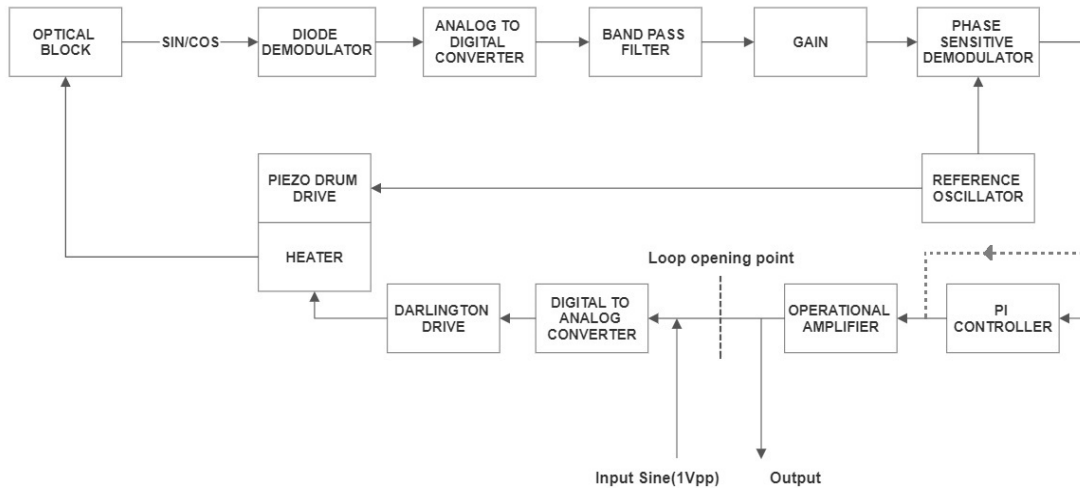 OPTICAL
BLOCK
SIN/COS
DIODE
DEMODULATOR
ANALOG TO
DIGITAL
CONVERTER
BAND PASS
FILTER
GAIN
PHASE
SENSITIVE
DEMODULATOR
PIEZO DRUM
DRIVE
REFERENCE
OSCILLATOR
HEATER
Loop opening point
DARLINGTON
DRIVE
DIGITAL TO
ANALOG
CONVERTER
OPERATIONAL
AMPLIFIER
PI
CONTROLLER
Input Sine(1Vpp)
Output